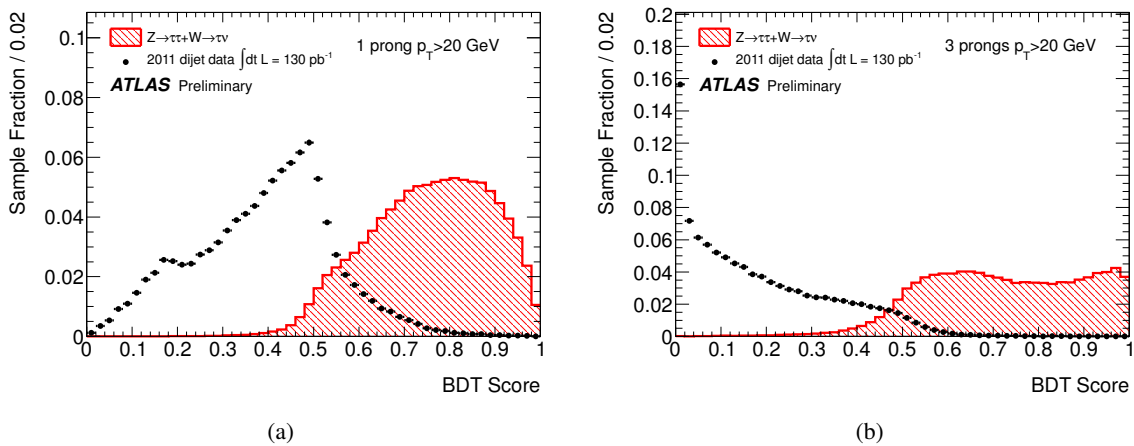 Sample Fraction / 0.02
0.1
0.08
0.06
0.04
0.02
0
Z→ττ+W→τν
2011 dijet data ∫dt L = 130 pb⁻¹
ATLAS Preliminary
1 prong p_T>20 GeV
0 0.1 0.2 0.3 0.4 0.5 0.6 0.7 0.8 0.9 1
BDT Score
(a)
Sample Fraction / 0.02
0.2
0.18
0.16
0.14
0.12
0.1
0.08
0.06
0.04
0.02
0
Z→ττ+W→τν
2011 dijet data ∫dt L = 130 pb⁻¹
ATLAS Preliminary
3 prongs p_T>20 GeV
0 0.1 0.2 0.3 0.4 0.5 0.6 0.7 0.8 0.9 1
BDT Score
(b)